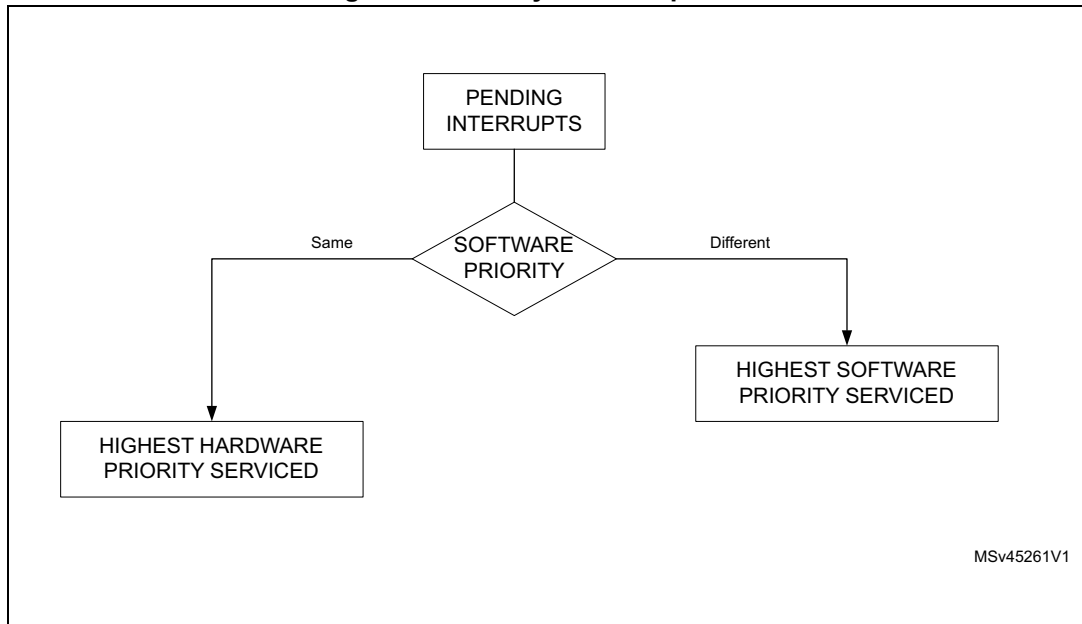 PENDING
INTERRUPTS
Same
SOFTWARE
PRIORITY
Different
HIGHEST SOFTWARE
PRIORITY SERVICED
HIGHEST HARDWARE
PRIORITY SERVICED
MSv45261V1